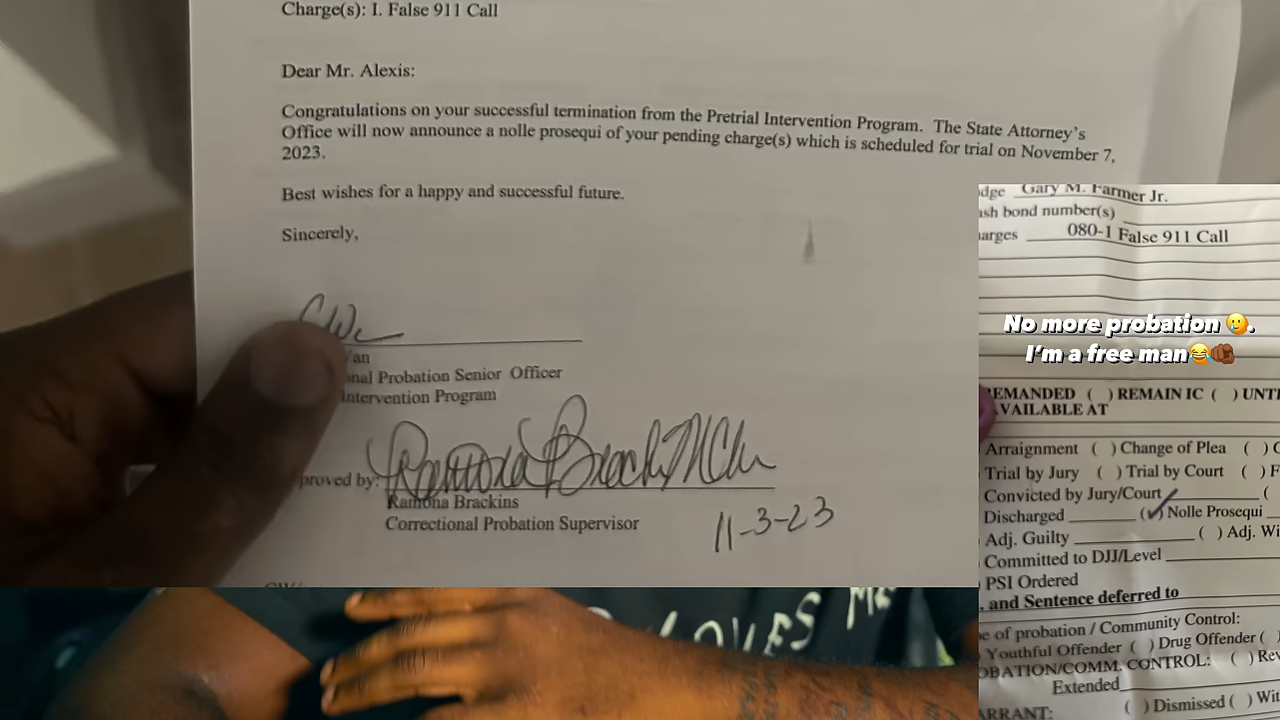 Charge(s): I. False 911 Call
Dear Mr. Alexis:
Congratulations on your successful termination from the Pretrial Intervention Program. The State Attorney's
Office will now announce a nolle prosequi of your pending charge(s) which is scheduled for trial on November 7,
2023.
Best wishes for a happy and successful future.
Sincerely,
Probation Senior Officer
Intervention Program
Ramona Brackins
Correctional Probation Supervisor
11-3-23
LOVES
Gary M. Farmer Jr.
bond number(s)
080-1 False 911 Call
No more probation 🥲.
I'm a free man😂👊🏾
REMANDED ( ) REMAIN IC ( )
AVAILABLE AT
Arraignment ( ) Change of Plea ( )
Trial by Jury ( ) Trial by Court ( )
Convicted by Jury/Court (
Discharged (✓) Nolle Prosequi
Adj. Guilty ( ) Adj.
Committed to DJJ/Level
PSI Ordered
and Sentence deferred to
of probation / Community Control:
Youthful Offender ( ) Drug Offender (
COMM. CONTROL: ( )
Extended
( ) Dismissed (